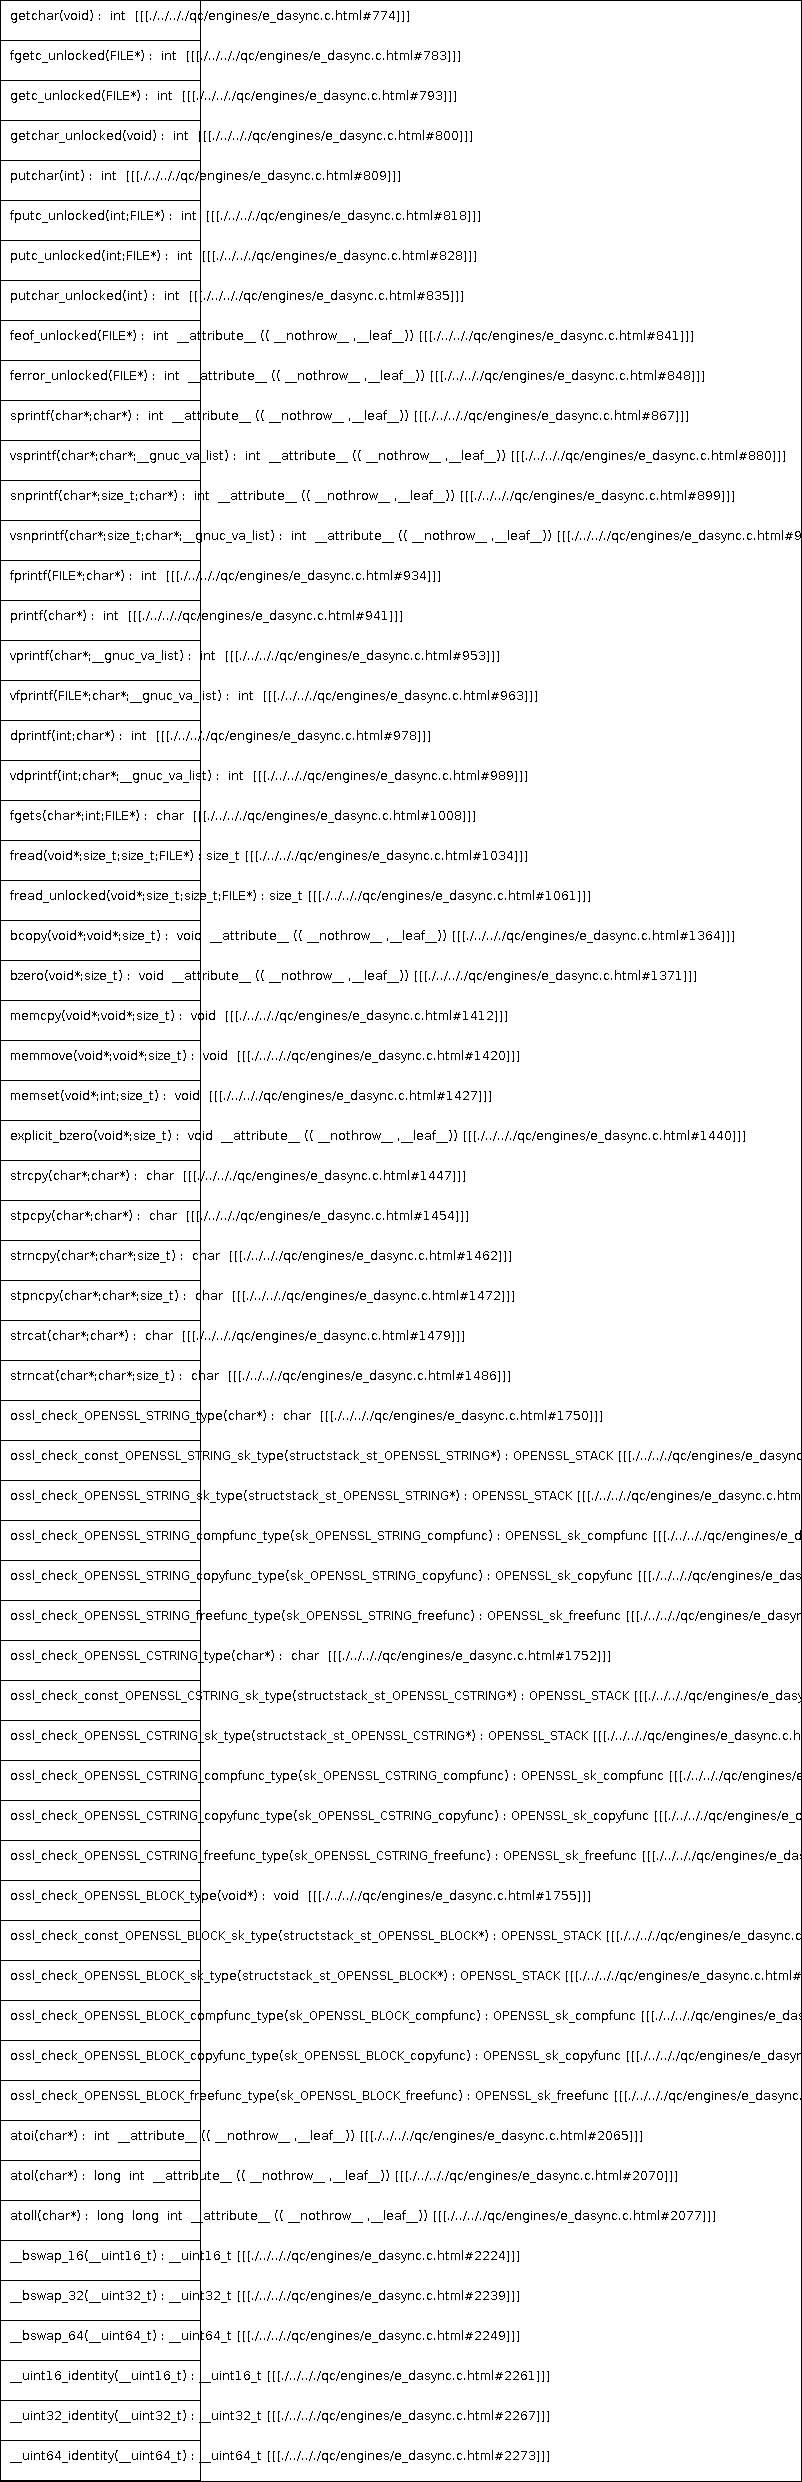 getchar(void) :  int  [[[./../.././qc/engines/e_dasync.c.html#774]]]
fgetc_unlocked(FILE*) :  int  [[[./../.././qc/engines/e_dasync.c.html#783]]]
getc_unlocked(FILE*) :  int  [[[./../.././qc/engines/e_dasync.c.html#793]]]
getchar_unlocked(void) :  int  [[[./../.././qc/engines/e_dasync.c.html#800]]]
putchar(int) :  int  [[[./../.././qc/engines/e_dasync.c.html#809]]]
fputc_unlocked(int;FILE*) :  int  [[[./../.././qc/engines/e_dasync.c.html#818]]]
putc_unlocked(int;FILE*) :  int  [[[./../.././qc/engines/e_dasync.c.html#828]]]
putchar_unlocked(int) :  int  [[[./../.././qc/engines/e_dasync.c.html#835]]]
feof_unlocked(FILE*) :  int  __attribute__ (( __nothrow__ ,__leaf__)) [[[./../.././qc/engines/e_dasync.c.html#841]]]
ferror_unlocked(FILE*) :  int  __attribute__ (( __nothrow__ ,__leaf__)) [[[./../.././qc/engines/e_dasync.c.html#848]]]
sprintf(char*;char*) :  int  __attribute__ (( __nothrow__ ,__leaf__)) [[[./../.././qc/engines/e_dasync.c.html#867]]]
vsprintf(char*;char*;__gnuc_va_list) :  int  __attribute__ (( __nothrow__ ,__leaf__)) [[[./../.././qc/engines/e_dasync.c.html#880]]]
snprintf(char*;size_t;char*) :  int  __attribute__ (( __nothrow__ ,__leaf__)) [[[./../.././qc/engines/e_dasync.c.html#899]]]
vsnprintf(char*;size_t;char*;__gnuc_va_list) :  int  __attribute__ (( __nothrow__ ,__leaf__)) [[[./../.././qc/engines/e_dasync.c.html#9
fprintf(FILE*;char*) :  int  [[[./../.././qc/engines/e_dasync.c.html#934]]]
printf(char*) :  int  [[[./../.././qc/engines/e_dasync.c.html#941]]]
vprintf(char*;__gnuc_va_list) :  int  [[[./../.././qc/engines/e_dasync.c.html#953]]]
vfprintf(FILE*;char*;__gnuc_va_list) :  int  [[[./../.././qc/engines/e_dasync.c.html#963]]]
dprintf(int;char*) :  int  [[[./../.././qc/engines/e_dasync.c.html#978]]]
vdprintf(int;char*;__gnuc_va_list) :  int  [[[./../.././qc/engines/e_dasync.c.html#989]]]
fgets(char*;int;FILE*) :  char  [[[./../.././qc/engines/e_dasync.c.html#1008]]]
fread(void*;size_t;size_t;FILE*) : size_t [[[./../.././qc/engines/e_dasync.c.html#1034]]]
fread_unlocked(void*;size_t;size_t;FILE*) : size_t [[[./../.././qc/engines/e_dasync.c.html#1061]]]
bcopy(void*;void*;size_t) :  void  __attribute__ (( __nothrow__ ,__leaf__)) [[[./../.././qc/engines/e_dasync.c.html#1364]]]
bzero(void*;size_t) :  void  __attribute__ (( __nothrow__ ,__leaf__)) [[[./../.././qc/engines/e_dasync.c.html#1371]]]
memcpy(void*;void*;size_t) :  void  [[[./../.././qc/engines/e_dasync.c.html#1412]]]
memmove(void*;void*;size_t) :  void  [[[./../.././qc/engines/e_dasync.c.html#1420]]]
memset(void*;int;size_t) :  void  [[[./../.././qc/engines/e_dasync.c.html#1427]]]
explicit_bzero(void*;size_t) :  void  __attribute__ (( __nothrow__ ,__leaf__)) [[[./../.././qc/engines/e_dasync.c.html#1440]]]
strcpy(char*;char*) :  char  [[[./../.././qc/engines/e_dasync.c.html#1447]]]
stpcpy(char*;char*) :  char  [[[./../.././qc/engines/e_dasync.c.html#1454]]]
strncpy(char*;char*;size_t) :  char  [[[./../.././qc/engines/e_dasync.c.html#1462]]]
stpncpy(char*;char*;size_t) :  char  [[[./../.././qc/engines/e_dasync.c.html#1472]]]
strcat(char*;char*) :  char  [[[./../.././qc/engines/e_dasync.c.html#1479]]]
strncat(char*;char*;size_t) :  char  [[[./../.././qc/engines/e_dasync.c.html#1486]]]
ossl_check_OPENSSL_STRING_type(char*) :  char  [[[./../.././qc/engines/e_dasync.c.html#1750]]]
ossl_check_const_OPENSSL_STRING_sk_type(structstack_st_OPENSSL_STRING*) : OPENSSL_STACK [[[./../.././qc/engines/e_dasync
ossl_check_OPENSSL_STRING_sk_type(structstack_st_OPENSSL_STRING*) : OPENSSL_STACK [[[./../.././qc/engines/e_dasync.c.htm
ossl_check_OPENSSL_STRING_compfunc_type(sk_OPENSSL_STRING_compfunc) : OPENSSL_sk_compfunc [[[./../.././qc/engines/e_d
ossl_check_OPENSSL_STRING_copyfunc_type(sk_OPENSSL_STRING_copyfunc) : OPENSSL_sk_copyfunc [[[./../.././qc/engines/e_das
ossl_check_OPENSSL_STRING_freefunc_type(sk_OPENSSL_STRING_freefunc) : OPENSSL_sk_freefunc [[[./../.././qc/engines/e_dasyn
ossl_check_OPENSSL_CSTRING_type(char*) :  char  [[[./../.././qc/engines/e_dasync.c.html#1752]]]
ossl_check_const_OPENSSL_CSTRING_sk_type(structstack_st_OPENSSL_CSTRING*) : OPENSSL_STACK [[[./../.././qc/engines/e_dasy
ossl_check_OPENSSL_CSTRING_sk_type(structstack_st_OPENSSL_CSTRING*) : OPENSSL_STACK [[[./../.././qc/engines/e_dasync.c.h
ossl_check_OPENSSL_CSTRING_compfunc_type(sk_OPENSSL_CSTRING_compfunc) : OPENSSL_sk_compfunc [[[./../.././qc/engines/e
ossl_check_OPENSSL_CSTRING_copyfunc_type(sk_OPENSSL_CSTRING_copyfunc) : OPENSSL_sk_copyfunc [[[./../.././qc/engines/e_d
ossl_check_OPENSSL_CSTRING_freefunc_type(sk_OPENSSL_CSTRING_freefunc) : OPENSSL_sk_freefunc [[[./../.././qc/engines/e_das
ossl_check_OPENSSL_BLOCK_type(void*) :  void  [[[./../.././qc/engines/e_dasync.c.html#1755]]]
ossl_check_const_OPENSSL_BLOCK_sk_type(structstack_st_OPENSSL_BLOCK*) : OPENSSL_STACK [[[./../.././qc/engines/e_dasync.c
ossl_check_OPENSSL_BLOCK_sk_type(structstack_st_OPENSSL_BLOCK*) : OPENSSL_STACK [[[./../.././qc/engines/e_dasync.c.html#
ossl_check_OPENSSL_BLOCK_compfunc_type(sk_OPENSSL_BLOCK_compfunc) : OPENSSL_sk_compfunc [[[./../.././qc/engines/e_das
ossl_check_OPENSSL_BLOCK_copyfunc_type(sk_OPENSSL_BLOCK_copyfunc) : OPENSSL_sk_copyfunc [[[./../.././qc/engines/e_dasyn
ossl_check_OPENSSL_BLOCK_freefunc_type(sk_OPENSSL_BLOCK_freefunc) : OPENSSL_sk_freefunc [[[./../.././qc/engines/e_dasync.
atoi(char*) :  int  __attribute__ (( __nothrow__ ,__leaf__)) [[[./../.././qc/engines/e_dasync.c.html#2065]]]
atol(char*) :  long  int  __attribute__ (( __nothrow__ ,__leaf__)) [[[./../.././qc/engines/e_dasync.c.html#2070]]]
atoll(char*) :  long  long  int  __attribute__ (( __nothrow__ ,__leaf__)) [[[./../.././qc/engines/e_dasync.c.html#2077]]]
__bswap_16(__uint16_t) : __uint16_t [[[./../.././qc/engines/e_dasync.c.html#2224]]]
__bswap_32(__uint32_t) : __uint32_t [[[./../.././qc/engines/e_dasync.c.html#2239]]]
__bswap_64(__uint64_t) : __uint64_t [[[./../.././qc/engines/e_dasync.c.html#2249]]]
__uint16_identity(__uint16_t) : __uint16_t [[[./../.././qc/engines/e_dasync.c.html#2261]]]
__uint32_identity(__uint32_t) : __uint32_t [[[./../.././qc/engines/e_dasync.c.html#2267]]]
__uint64_identity(__uint64_t) : __uint64_t [[[./../.././qc/engines/e_dasync.c.html#2273]]]